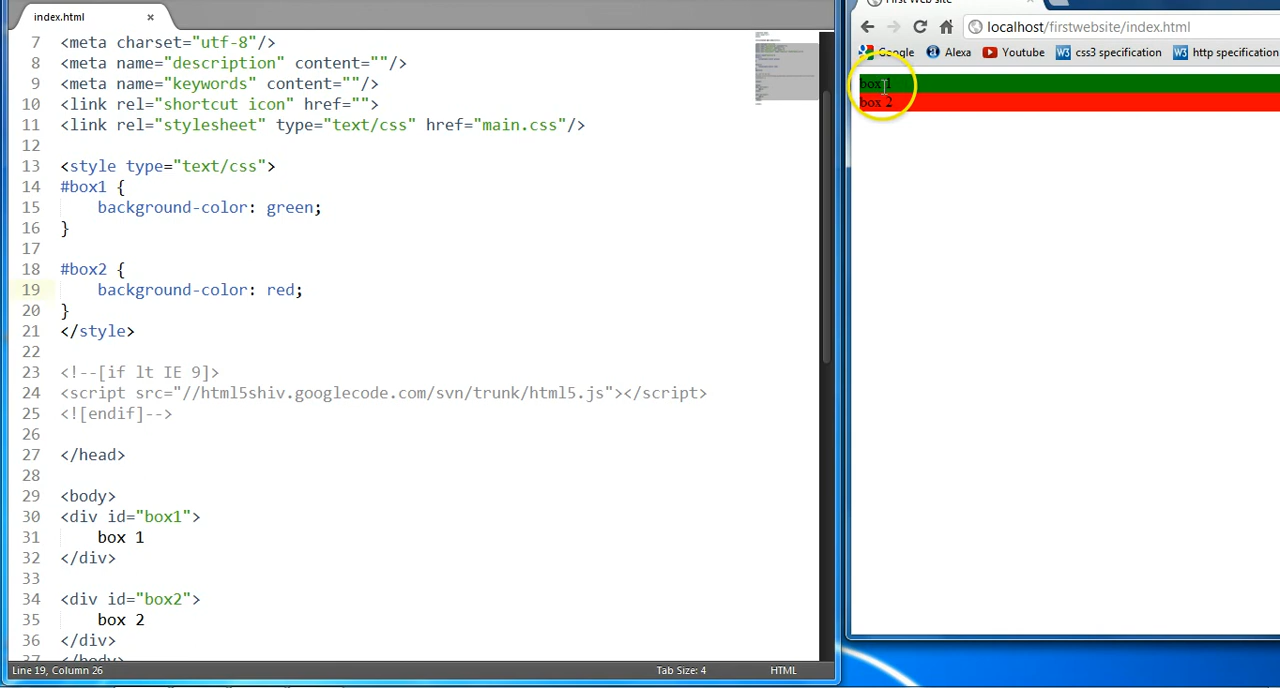 index.html ×
7 <meta charset="utf-8"/>
8 <meta name="description" content=""/>
9 <meta name="keywords" content=""/>
10 <link rel="shortcut icon" href="">
11 <link rel="stylesheet" type="text/css" href="main.css"/>
12
13 <style type="text/css">
14 #box1 {
15 background-color: green;
16 }
17
18 #box2 {
19 background-color: red;
20 }
21 </style>
22
23 <!--[if lt IE 9]>
24 <script src="//html5shiv.googlecode.com/svn/trunk/html5.js"></script>
25 <![endif]-->
26
27 </head>
28
29 <body>
30 <div id="box1">
31 box 1
32 </div>
33
34 <div id="box2">
35 box 2
36 </div>
37 </body>
Line 19, Column 26 Tab Size: 4 HTML
First Web site
localhost/firstwebsite/index.html
Google Alexa Youtube W3 css3 specification W3 http specification
box 1
box 2